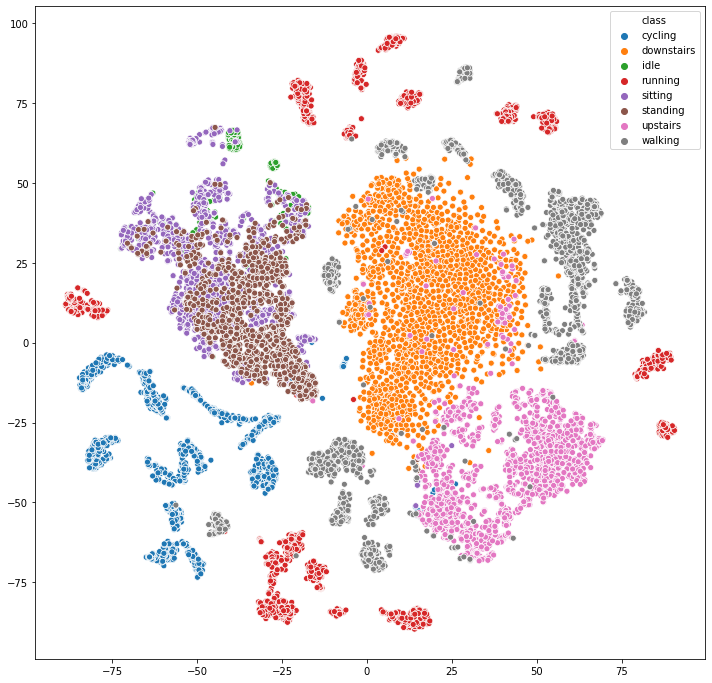 class
cycling
downstairs
idle
running
sitting
standing
upstairs
walking
100
75
50
25
0
−25
−50
−75
−75 −50 −25 0 25 50 75